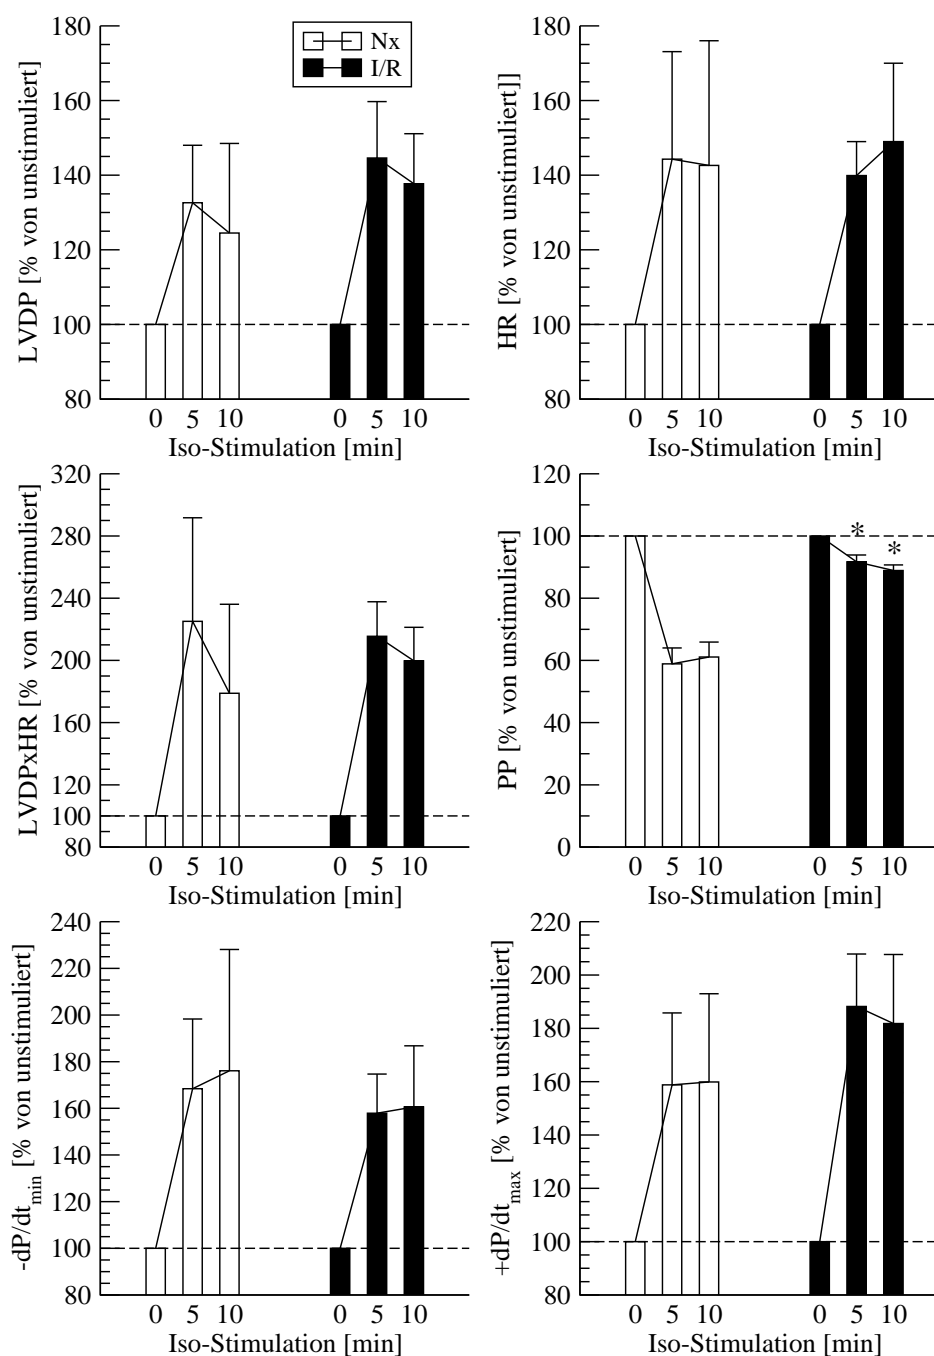 Nx
I/R
LVDP [% von unstimuliert]
180
160
140
120
100
80
0 5 10 0 5 10
Iso-Stimulation [min]
HR [% von unstimuliert]]
180
160
140
120
100
80
0 5 10 0 5 10
Iso-Stimulation [min]
LVDPxHR [% von unstimuliert]
320
280
240
200
160
120
100
80
0 5 10 0 5 10
Iso-Stimulation [min]
PP [% von unstimuliert]
120
100
80
60
40
20
0
* *
0 5 10 0 5 10
Iso-Stimulation [min]
-dP/dt min [% von unstimuliert]
240
220
200
180
160
140
120
100
80
0 5 10 0 5 10
Iso-Stimulation [min]
+dP/dt max [% von unstimuliert]
220
200
180
160
140
120
100
80
0 5 10 0 5 10
Iso-Stimulation [min]